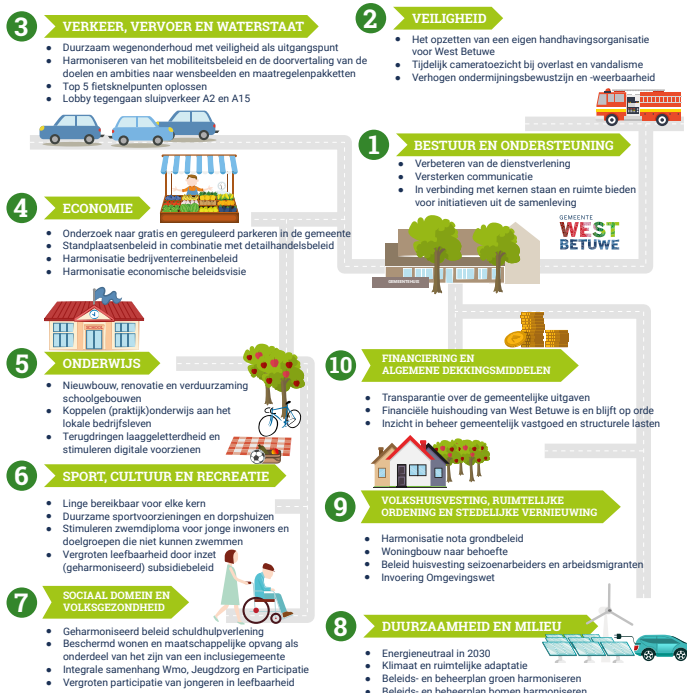 3 VERKEER, VERVOER EN WATERSTAAT
Duurzaam wegenonderhoud met veiligheid als uitgangspunt
Harmoniseren van het mobiliteitsbeleid en de doorvertaling van de
doelen en ambities naar wensbeelden en maatregelenpakketten
Top 5 fietsknelpunten oplossen
Lobby tegengaan sluipverkeer A2 en A15
2 VEILIGHEID
Het opzetten van een eigen handhavingsorganisatie
voor West Betuwe
Tijdelijk cameratoezicht bij overlast en vandalisme
Verhogen ondermijningsbewustzijn en -weerbaarheid
1 BESTUUR EN ONDERSTEUNING
Verbeteren van de dienstverlening
Versterken communicatie
In verbinding met kernen staan en ruimte bieden
voor initiatieven uit de samenleving
GEMEENTE
WEST
BETUWE
GEMEENTEHUIS
4 ECONOMIE
Onderzoek naar gratis en gereguleerd parkeren in de gemeente
Standplaatsenbeleid in combinatie met detailhandelsbeleid
Harmonisatie bedrijventerreinenbeleid
Harmonisatie economische beleidsvisie
SCHOOL
5 ONDERWIJS
Nieuwbouw, renovatie en verduurzaming
schoolgebouwen
Koppelen (praktijk)onderwijs aan het
lokale bedrijfsleven
Terugdringen laaggeletterdheid en
stimuleren digitale voorzienen
10 FINANCIERING EN
ALGEMENE DEKKINGSMIDDELEN
Transparantie over de gemeentelijke uitgaven
Financiële huishouding van West Betuwe is en blijft op orde
Inzicht in beheer gemeentelijk vastgoed en structurele lasten
6 SPORT, CULTUUR EN RECREATIE
Linge bereikbaar voor elke kern
Duurzame sportvoorzieningen en dorpshuizen
Stimuleren zwemdiploma voor jonge inwoners en
doelgroepen die niet kunnen zwemmen
Vergroten leefbaarheid door inzet
(geharmoniseerd) subsidiebeleid
9 VOLKSHUISVESTING, RUIMTELIJKE
ORDENING EN STEDELIJKE VERNIEUWING
Harmonisatie nota grondbeleid
Woningbouw naar behoefte
Beleid huisvesting seizoenarbeiders en arbeidsmigranten
Invoering Omgevingswet
7 SOCIAAL DOMEIN EN
VOLKSGEZONDHEID
Geharmoniseerd beleid schuldhulpverlening
Beschermd wonen en maatschappelijke opvang als
onderdeel van het zijn van een inclusiegemeente
Integrale samenhang Wmo, Jeugdzorg en Participatie
Vergroten participatie van jongeren in leefbaarheid
8 DUURZAAMHEID EN MILIEU
Energieneutraal in 2030
Klimaat en ruimtelijke adaptatie
Beleids- en beheerplan groen harmoniseren
Beleids- en beheerplan bomen harmoniseren